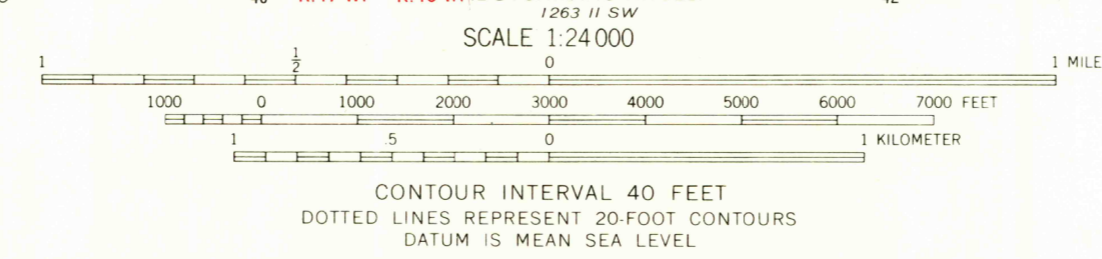 1263 II SW
SCALE 1:24 000
1 1/2 0 1 MILE
1000 0 1000 2000 3000 4000 5000 6000 7000 FEET
1 .5 0 1 KILOMETER
CONTOUR INTERVAL 40 FEET
DOTTED LINES REPRESENT 20-FOOT CONTOURS
DATUM IS MEAN SEA LEVEL